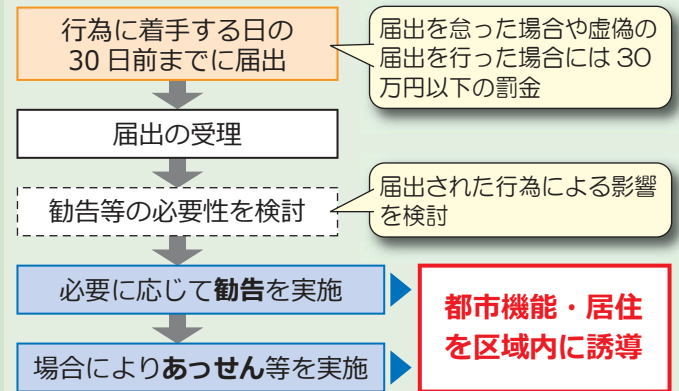 行為に着手する日の
30 日前までに届出
届出を怠った場合や虚偽の
届出を行った場合には 30
万円以下の罰金
届出の受理
勧告等の必要性を検討
届出された行為による影響
を検討
必要に応じて勧告を実施
都市機能・居住
を区域内に誘導
場合によりあっせん等を実施